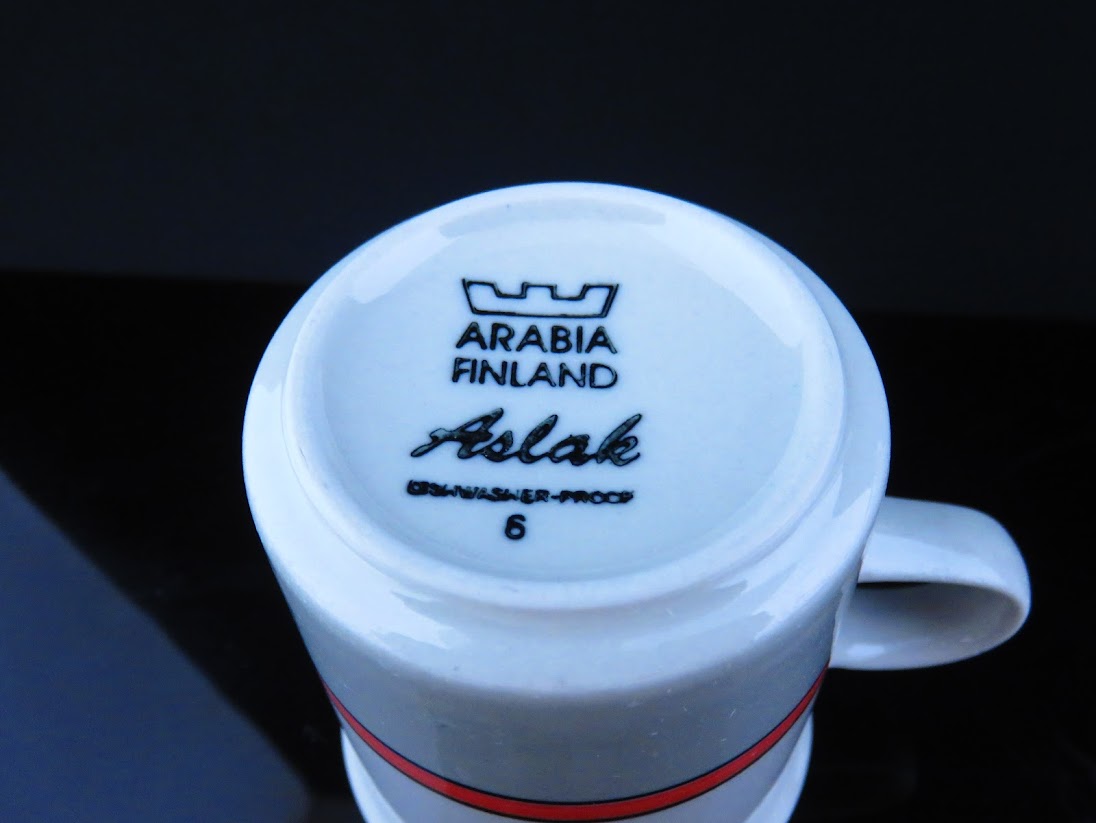 ARABIA
FINLAND
Aslak
DISHWASHER-PROOF
6